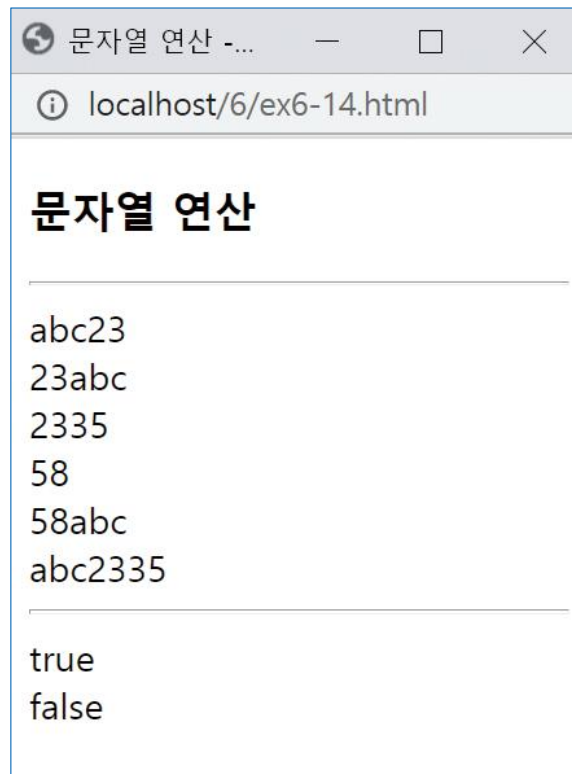 문자열 연산 -...
localhost/6/ex6-14.html
문자열 연산
abc23
23abc
2335
58
58abc
abc2335
true
false